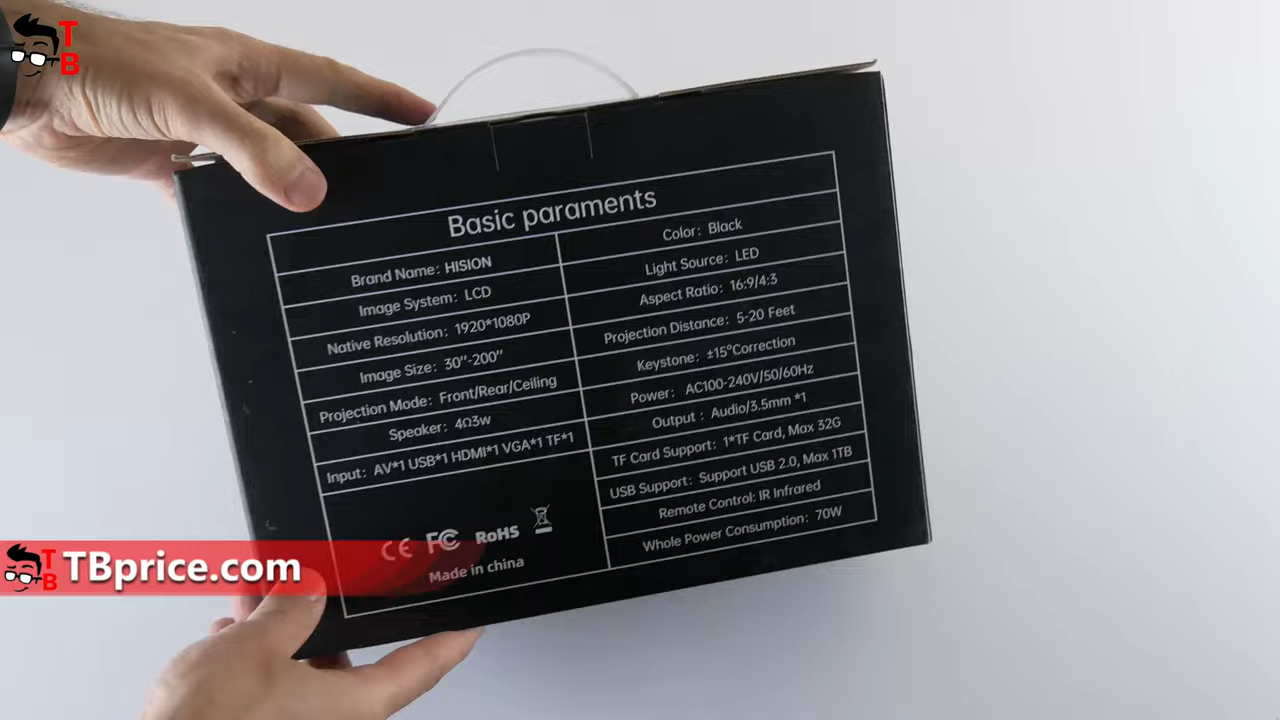 TB
Basic paraments
Brand Name: HISION
Image System: LCD
Native Resolution: 1920*1080P
Image Size: 30″-200″
Projection Mode: Front/Rear/Ceiling
Speaker: 4Ω3w
Input: AV*1 USB*1 HDMI*1 VGA*1 TF*1
Color: Black
Light Source: LED
Aspect Ratio: 16:9/4:3
Projection Distance: 5-20 Feet
Keystone: ±15°Correction
Power: AC100-240V/50/60Hz
Output : Audio/3.5mm *1
TF Card Support: 1*TF Card, Max 32G
USB Support: Support USB 2.0, Max 1TB
Remote Control: IR Infrared
Whole Power Consumption: 70W
CE FC RoHS
Made in china
TB TBprice.com